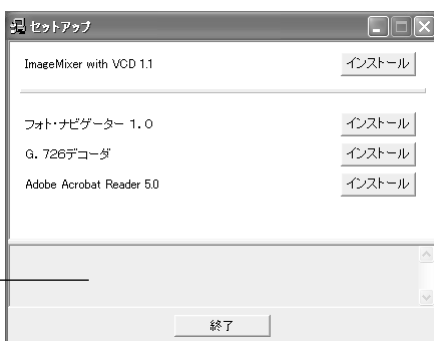 セットアップ
ImageMixer with VCD 1.1 インストール
フォト・ナビゲーター 1.0 インストール
G.726デコーダ インストール
Adobe Acrobat Reader 5.0 インストール
終了